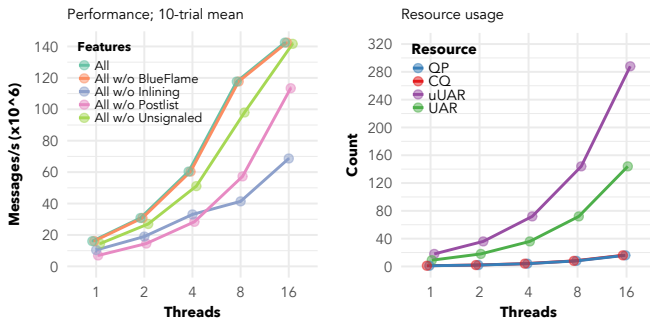 Performance; 10-trial mean
Messages/s (x10^6)
140
120
100
80
60
40
20
0
Features
All
All w/o BlueFlame
All w/o Inlining
All w/o Postlist
All w/o Unsignaled
1 2 4 8 16
Threads
Resource usage
Count
320
280
240
200
160
120
80
40
0
Resource
QP
CQ
uUAR
UAR
1 2 4 8 16
Threads